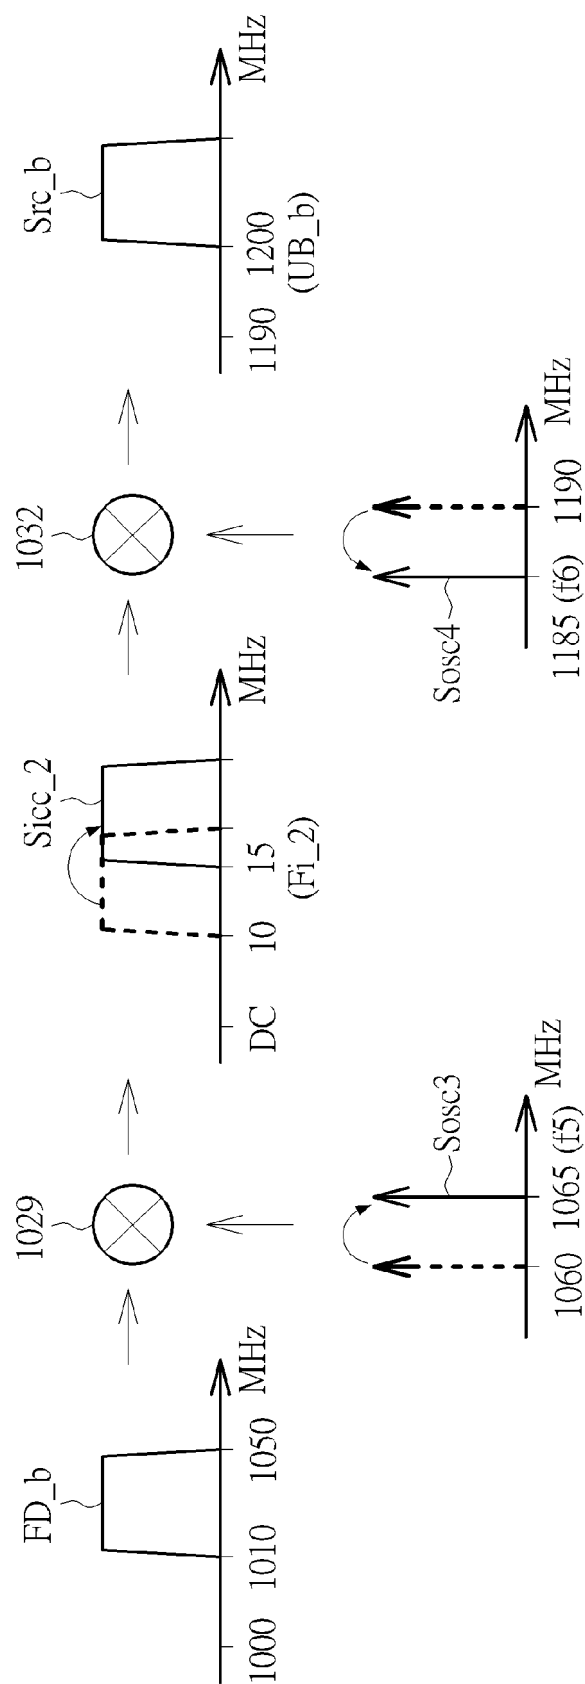 FD_b
1000
1010
1050
MHz
1029
1060
1065 (f5)
MHz
Sosc3
Sicc_2
DC
10
15
(Fi_2)
MHz
1032
Sosc4
1185 (f6)
1190
MHz
Src_b
1190
1200
(UB_b)
MHz